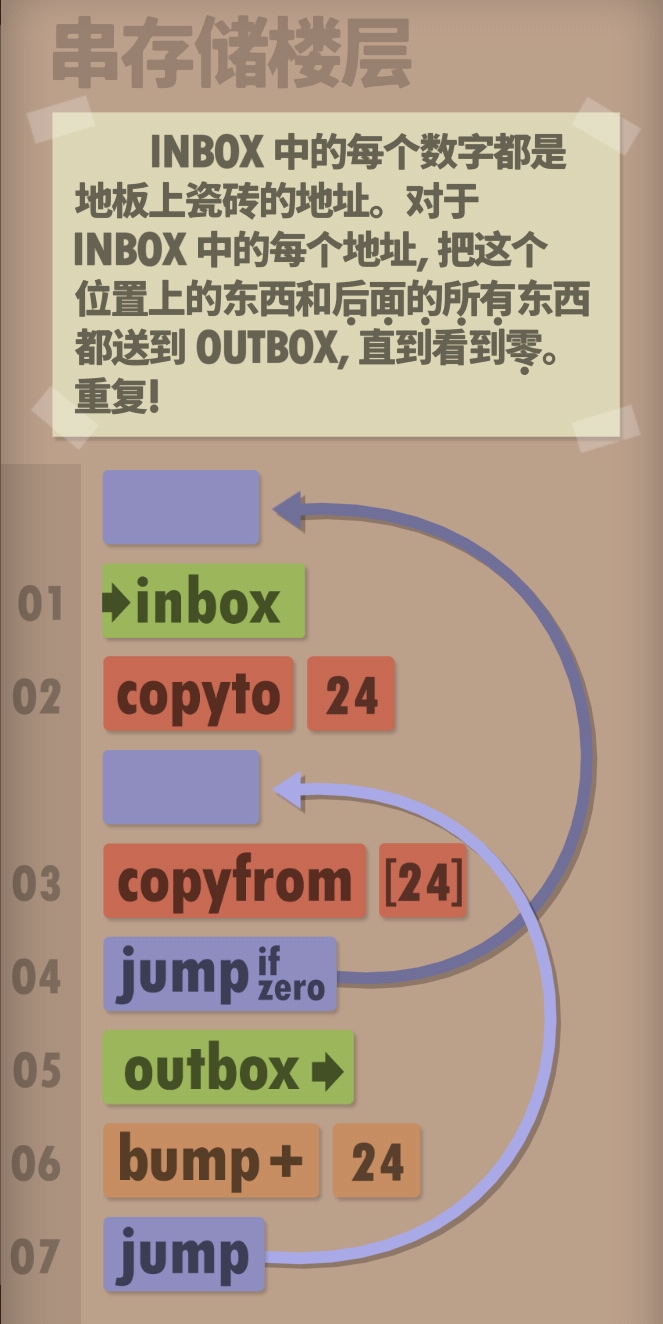 串存储楼层
INBOX 中的每个数字都是
地板上瓷砖的地址。对于
INBOX 中的每个地址, 把这个
位置上的东西和后面的所有东西
都送到 OUTBOX, 直到看到零。
重复!
01 inbox
02 copyto 24
03 copyfrom [24]
04 jump if zero
05 outbox
06 bump+ 24
07 jump